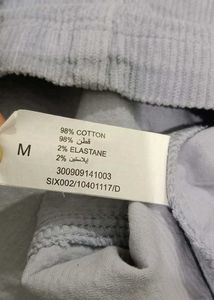 98% COTTON
98% قطن
M
2% ELASTANE
2% إيلاستين
300909141003
SIX002/10401117/D